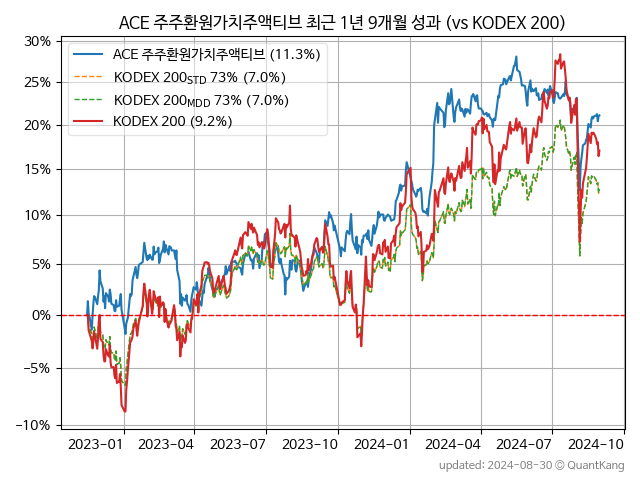 ACE 주주환원가치주액티브 최근 1년 9개월 성과 (vs KODEX 200)
ACE 주주환원가치주액티브 (11.3%)
KODEX 200STD 73% (7.0%)
KODEX 200MDD 73% (7.0%)
KODEX 200 (9.2%)
30%
25%
20%
15%
10%
5%
0%
−5%
−10%
2023−01 2023−04 2023−07 2023−10 2024−01 2024−04 2024−07 2024−10
updated: 2024-08-30 © QuantKang